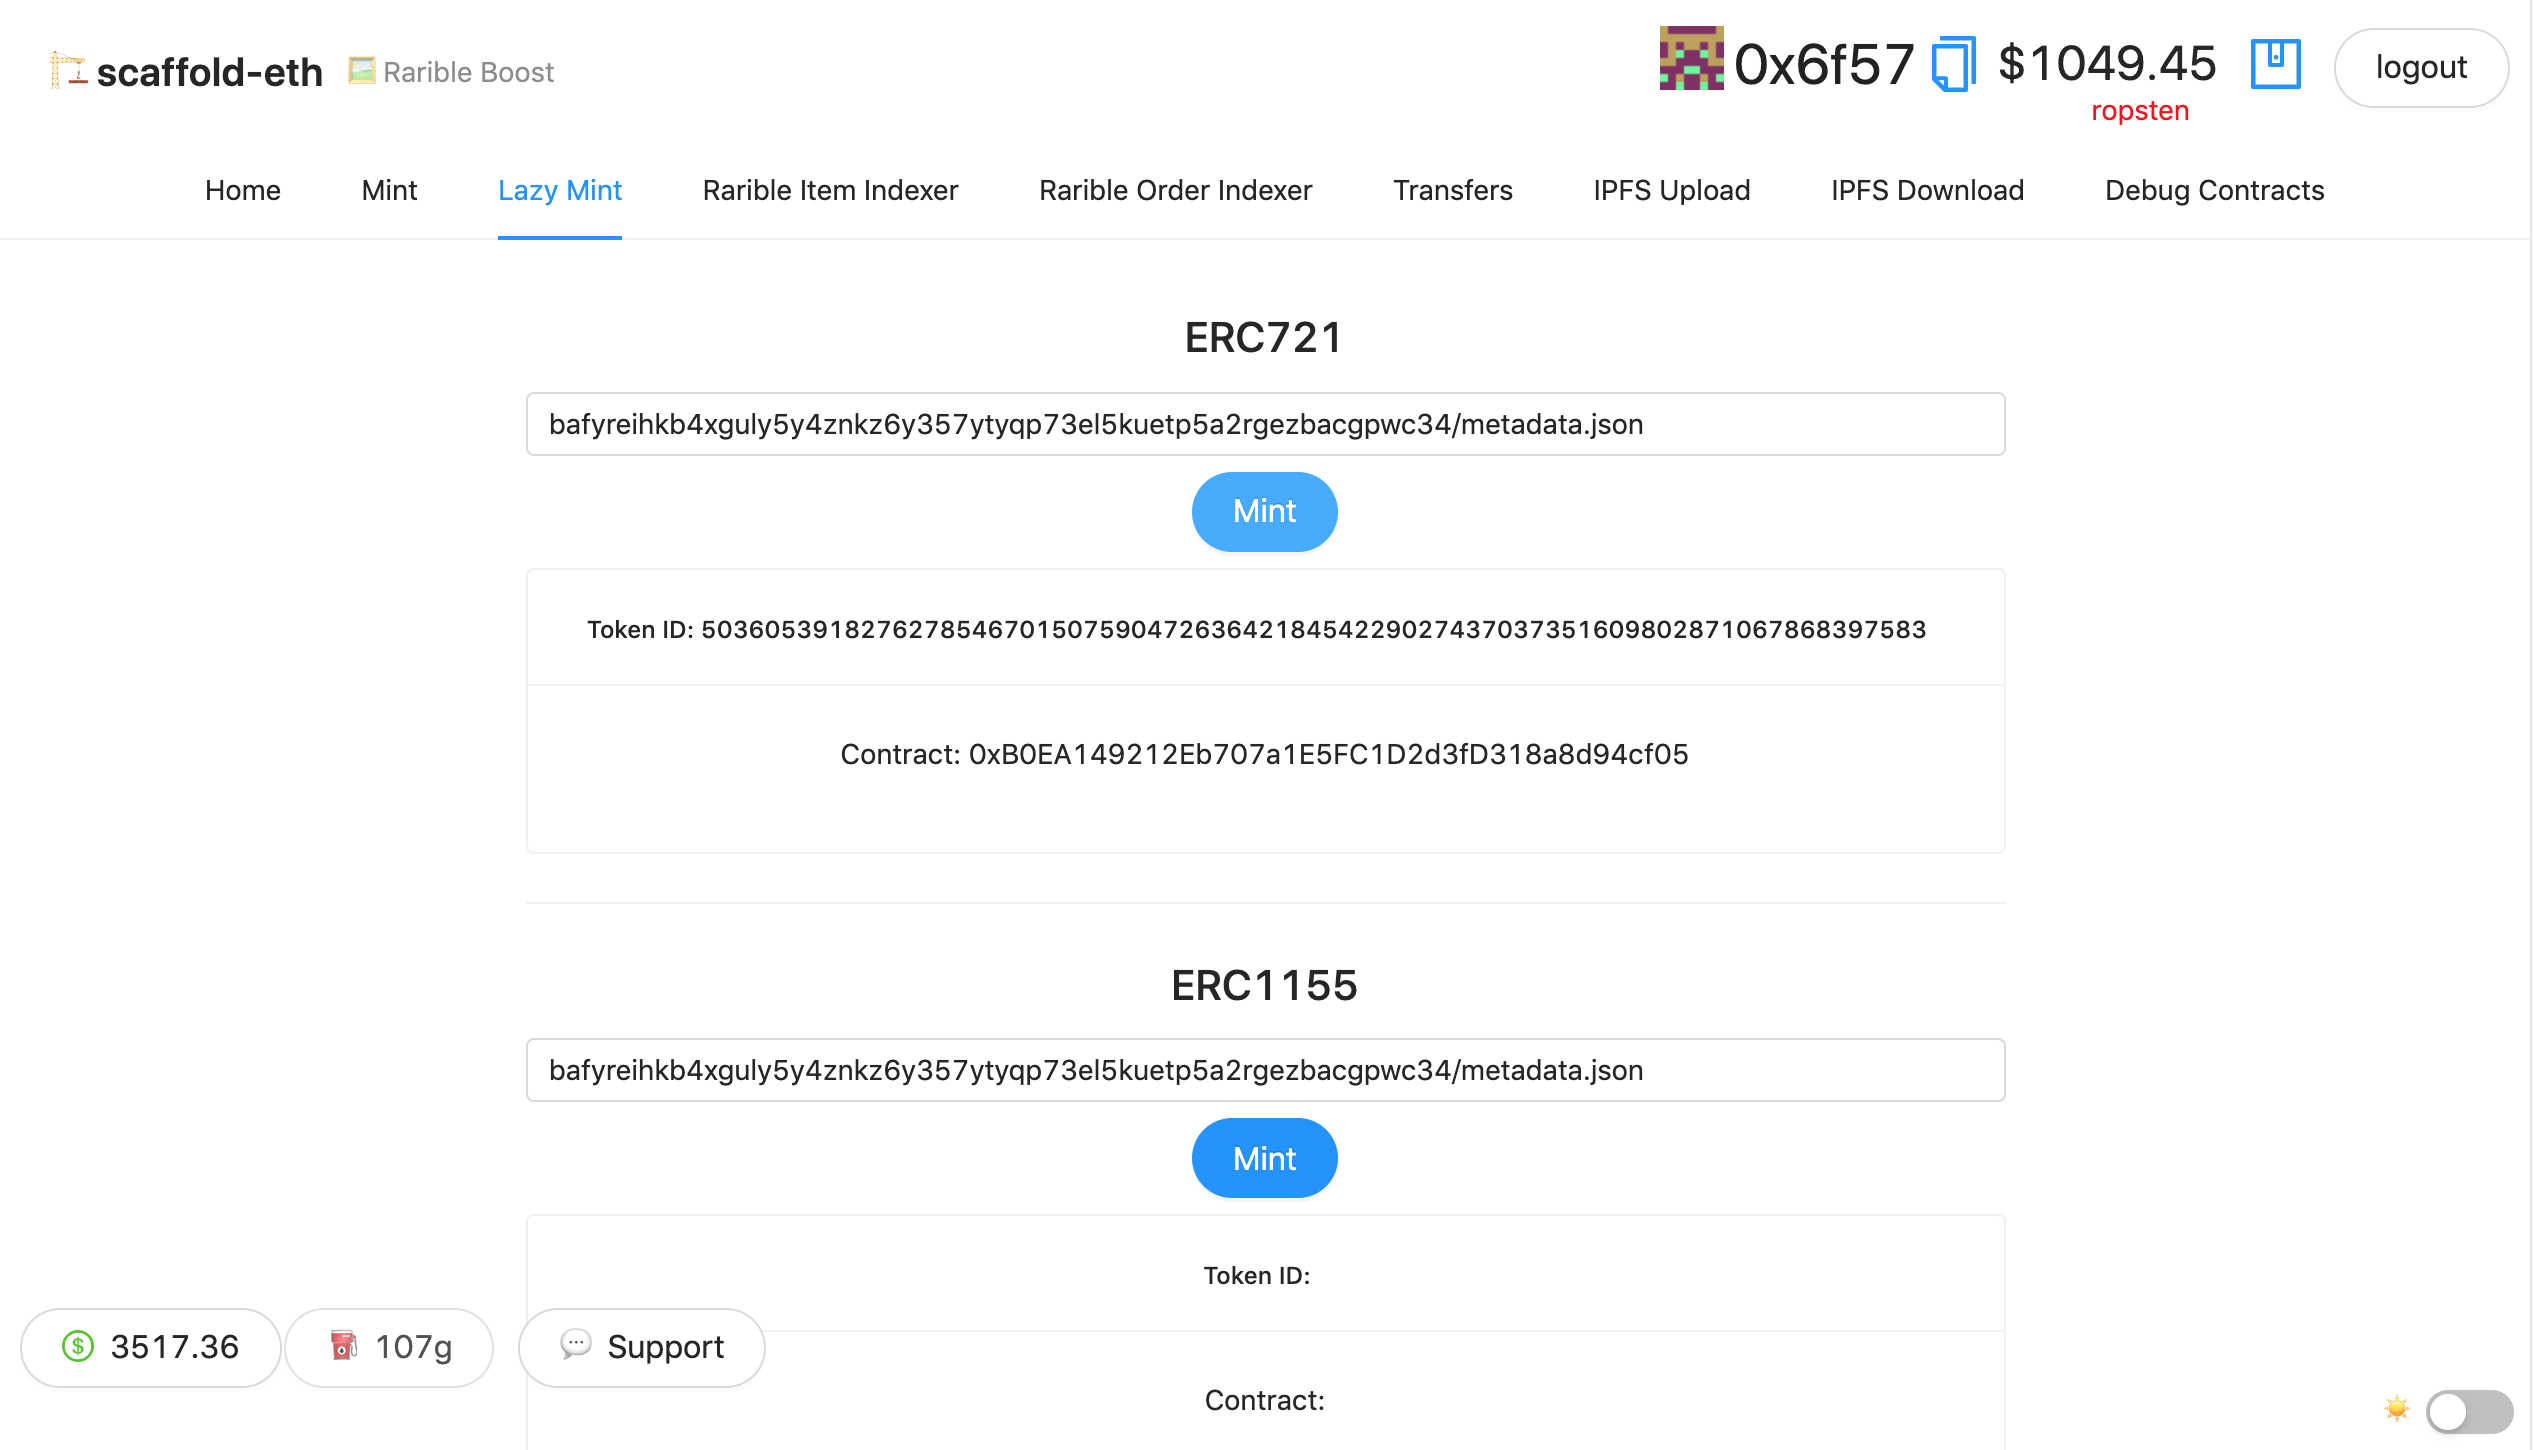 scaffold-eth Rarible Boost
0x6f57 $1049.45 logout
ropsten
Home Mint Lazy Mint Rarible Item Indexer Rarible Order Indexer Transfers IPFS Upload IPFS Download Debug Contracts
ERC721
bafyreihkb4xguly5y4znkz6y357ytyqp73el5kuetp5a2rgezbacgpwc34/metadata.json
Mint
Token ID: 50360539182762785467015075904726364218454229027437037351609802871067868397583
Contract: 0xB0EA149212Eb707a1E5FC1D2d3fD318a8d94cf05
ERC1155
bafyreihkb4xguly5y4znkz6y357ytyqp73el5kuetp5a2rgezbacgpwc34/metadata.json
Mint
Token ID:
3517.36 107g Support
Contract: